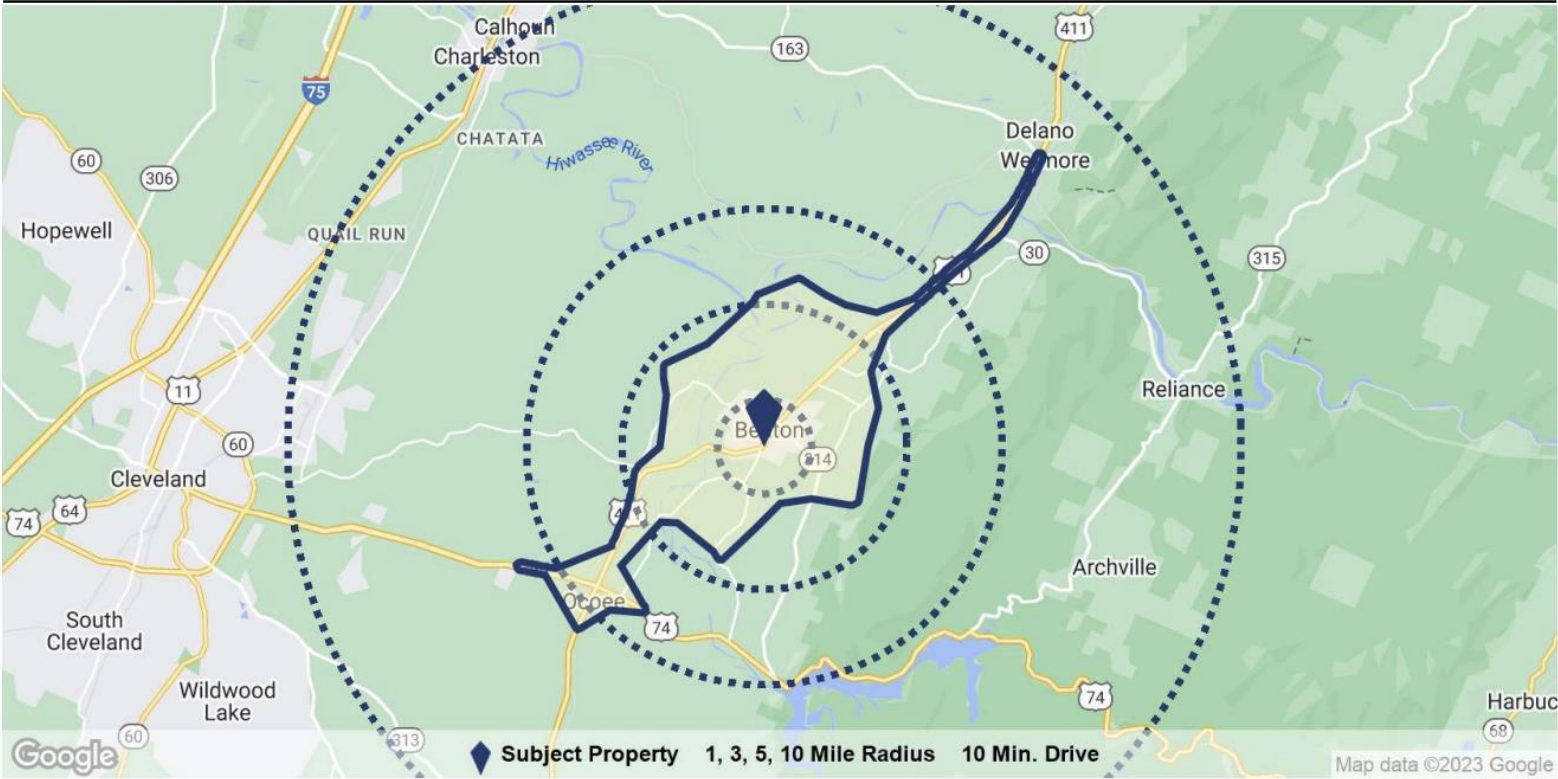 Calhoun
Charleston
163
411
75
CHATATA
Hiwassee River
Delano
Wetmore
60
306
Hopewell
QUAIL RUN
30
315
11
Reliance
60
Benton
314
Cleveland
74
64
Archville
Ocoee
74
South
Cleveland
Wildwood
Lake
74
Harbuc
68
60
313
Google
Subject Property 1, 3, 5, 10 Mile Radius 10 Min. Drive
Map data ©2023 Google